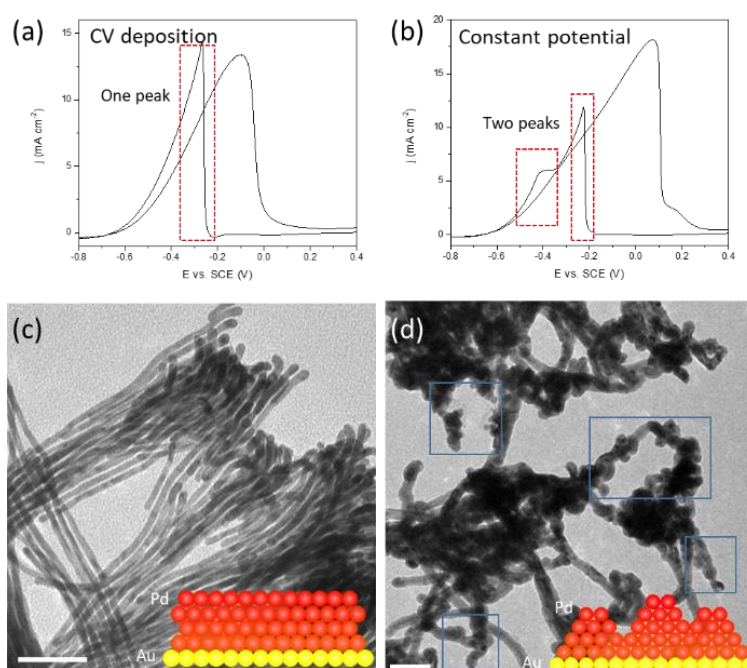 (a)
CV deposition
One peak
15
10
5
0
j (mA cm⁻²)
-0.8 -0.6 -0.4 -0.2 0.0 0.2 0.4
E vs. SCE (V)
(b)
Constant potential
Two peaks
20
15
10
5
0
j (mA cm⁻²)
-0.8 -0.6 -0.4 -0.2 0.0 0.2 0.4
E vs. SCE (V)
(c)
Pd
Au
(d)
Pd
Au